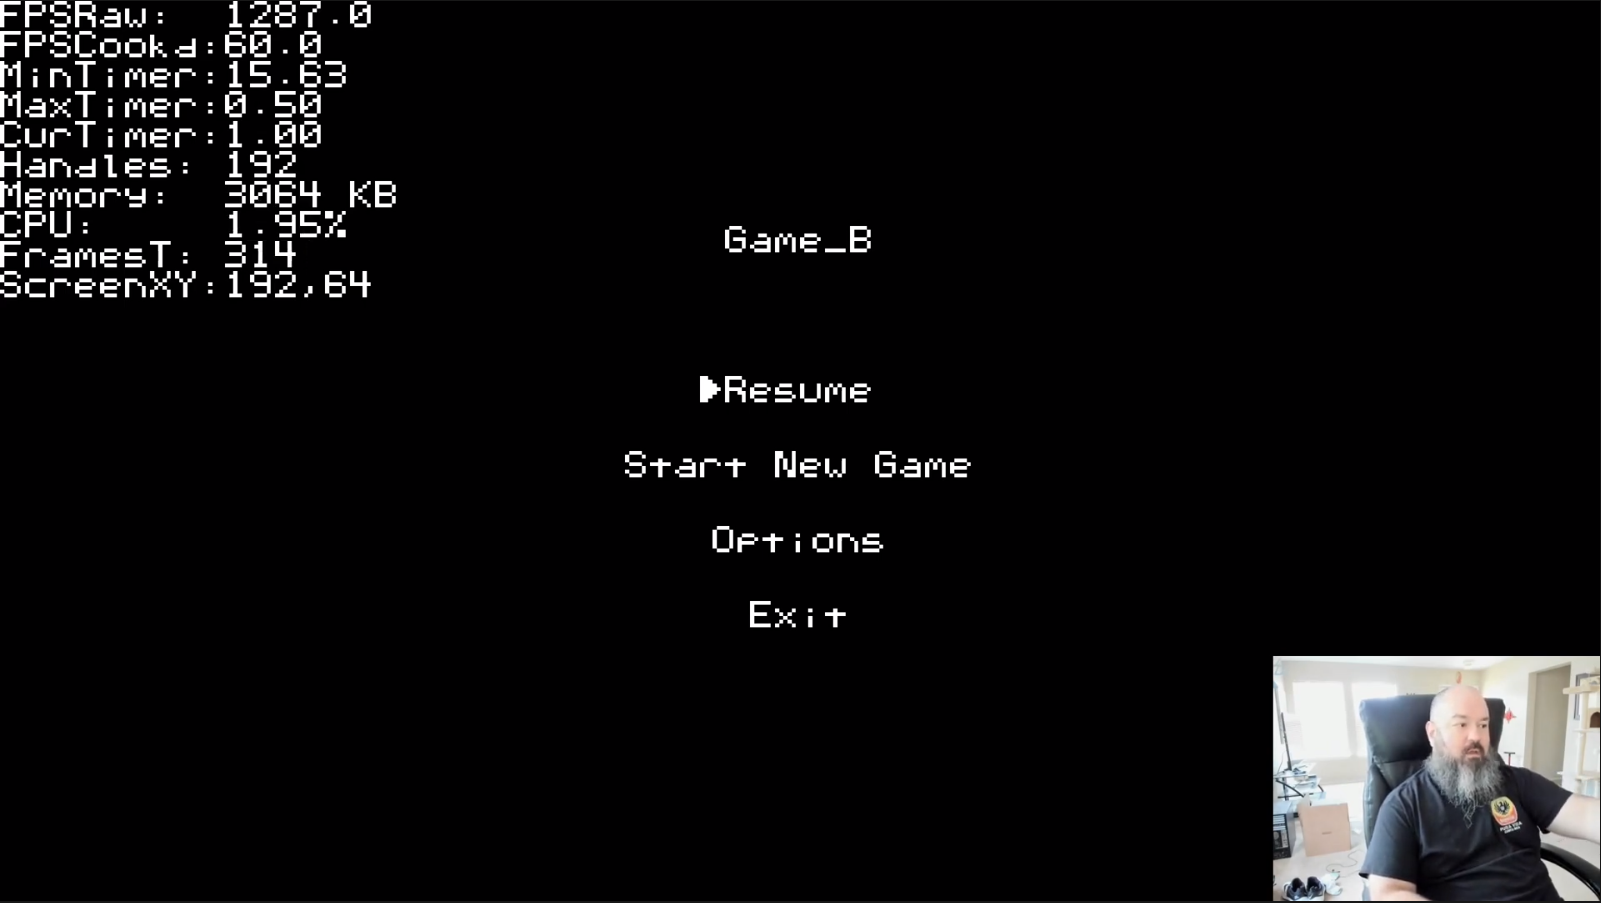 FPSRaw: 1287.0
FPSCookd:60.0
MinTimer:15.63
MaxTimer:0.50
CurTimer:1.00
Handles: 192
Memory: 3064 KB
CPU: 1.95%
FramesT: 314
ScreenXY:192,64
Game_B
Resume
Start New Game
Options
Exit